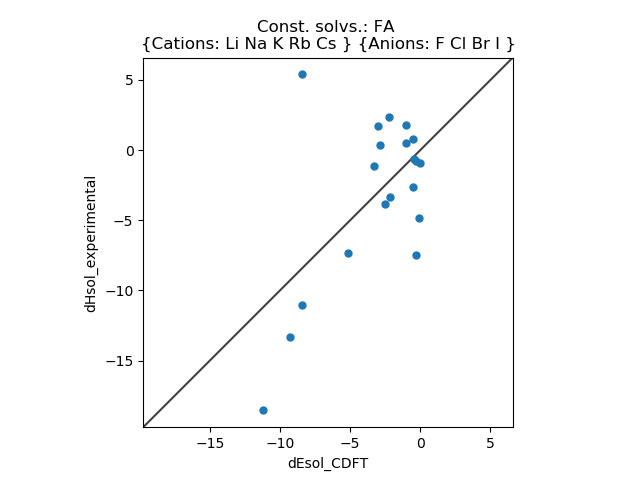 Const. solvs.: FA
{Cations: Li Na K Rb Cs } {Anions: F Cl Br I }
5
0
−5
−10
−15
dHsol_experimental
−15
−10
−5
0
5
dEsol_CDFT